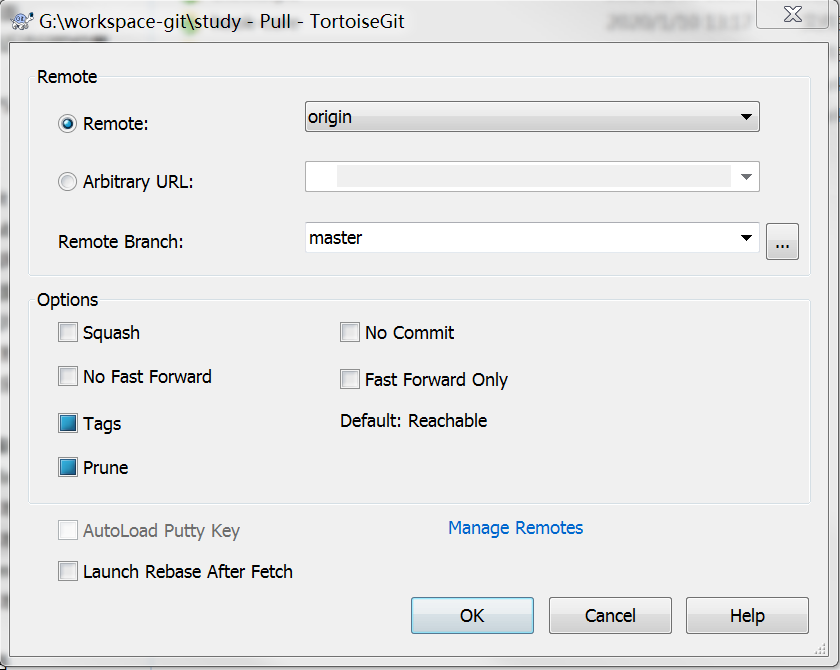 G:\workspace-git\study - Pull - TortoiseGit
Remote
Remote:
origin
Arbitrary URL:
Remote Branch:
master
...
Options
Squash
No Commit
No Fast Forward
Fast Forward Only
Tags
Default: Reachable
Prune
AutoLoad Putty Key
Manage Remotes
Launch Rebase After Fetch
OK
Cancel
Help